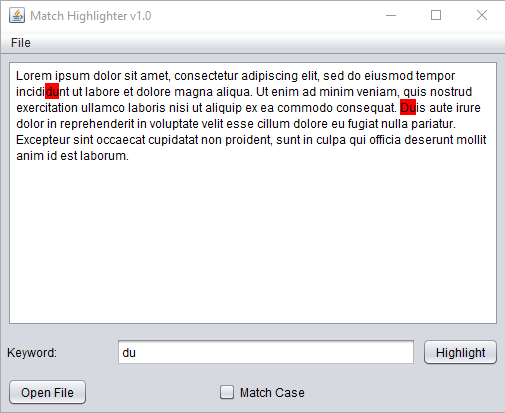 Match Highlighter v1.0
File
Lorem ipsum dolor sit amet, consectetur adipiscing elit, sed do eiusmod tempor
incididunt ut labore et dolore magna aliqua. Ut enim ad minim veniam, quis nostrud
exercitation ullamco laboris nisi ut aliquip ex ea commodo consequat. Duis aute irure
dolor in reprehenderit in voluptate velit esse cillum dolore eu fugiat nulla pariatur.
Excepteur sint occaecat cupidatat non proident, sunt in culpa qui officia deserunt mollit
anim id est laborum.
Keyword: du Highlight
Open File Match Case